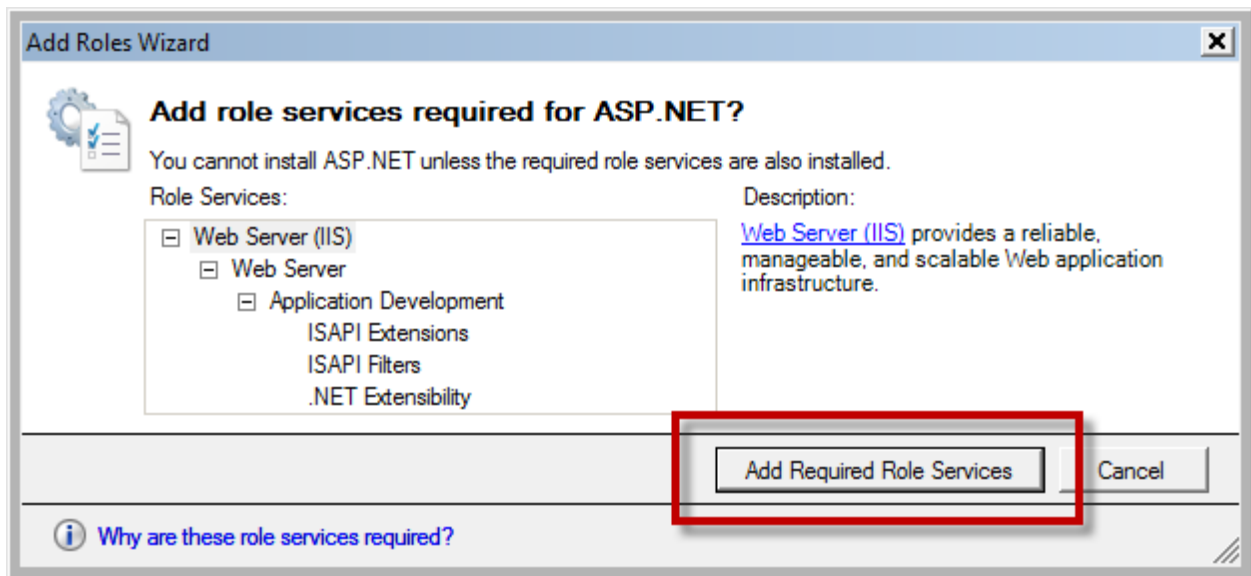 Add Roles Wizard
Add role services required for ASP.NET?
You cannot install ASP.NET unless the required role services are also installed.
Role Services:
Web Server (IIS)
Web Server
Application Development
ISAPI Extensions
ISAPI Filters
.NET Extensibility
Description:
Web Server (IIS) provides a reliable,
manageable, and scalable Web application
infrastructure.
Add Required Role Services
Cancel
Why are these role services required?